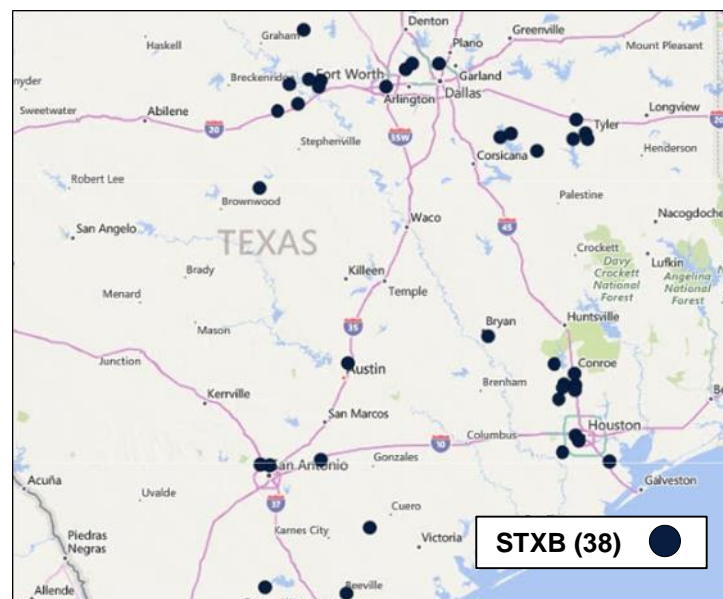 Denton
Greenville
Graham
Haskell
Plano
Mount Pleasant
Breckenridge
Fort Worth
Garland
Snyder
Arlington
Dallas
Longview
Sweetwater
Abilene
20
Tyler
20
35W
Stephenville
Corsicana
Henderson
Robert Lee
Palestine
Brownwood
Nacogdoche
San Angelo
TEXAS
Waco
45
Crockett
Lufkin
Davy
Crockett
National
Forest
Angelina
National
Forest
Brady
Killeen
Menard
Temple
Mason
35
Bryan
Huntsville
Junction
Austin
Conroe
Kerrville
Brenham
San Marcos
Houston
10
Columbus
San Antonio
Gonzales
Acuña
Uvalde
37
Cuero
Galveston
Piedras
Negras
Karnes City
Victoria
STXB (38)
Allende
Beeville